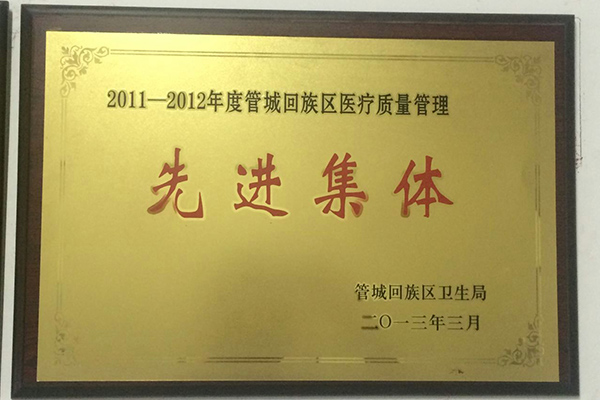 2011—2012年度管城回族区医疗质量管理
先进集体
管城回族区卫生局
二〇一三年三月